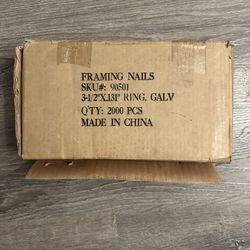 FRAMING NAILS
SKU#: 90501
3-1/2"X.131" RING, GALV
Q'TY: 2000 PCS
MADE IN CHINA